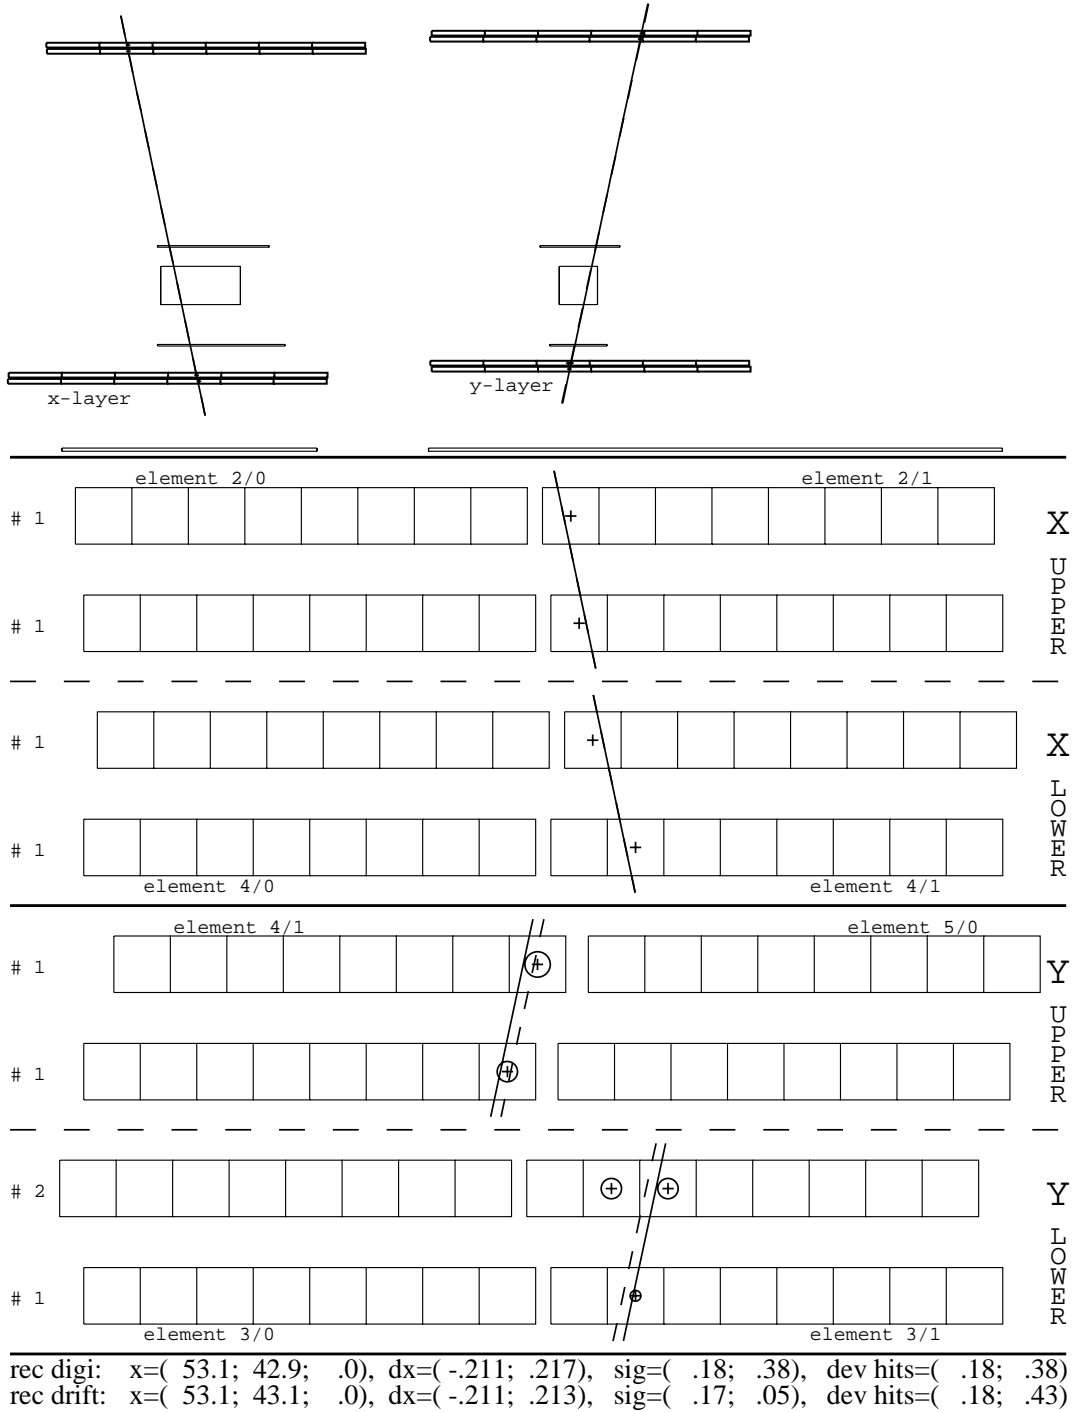 x-layer
y-layer
element 2/0
element 2/1
# 1
X
UPPER
# 1
# 1
X
LOWER
# 1
element 4/0
element 4/1
element 4/1
element 5/0
# 1
Y
UPPER
# 1
# 2
Y
LOWER
# 1
element 3/0
element 3/1
rec digi: x=( 53.1; 42.9; .0), dx=( -.211; .217), sig=( .18; .38), dev hits=( .18; .38)
rec drift: x=( 53.1; 43.1; .0), dx=( -.211; .213), sig=( .17; .05), dev hits=( .18; .43)